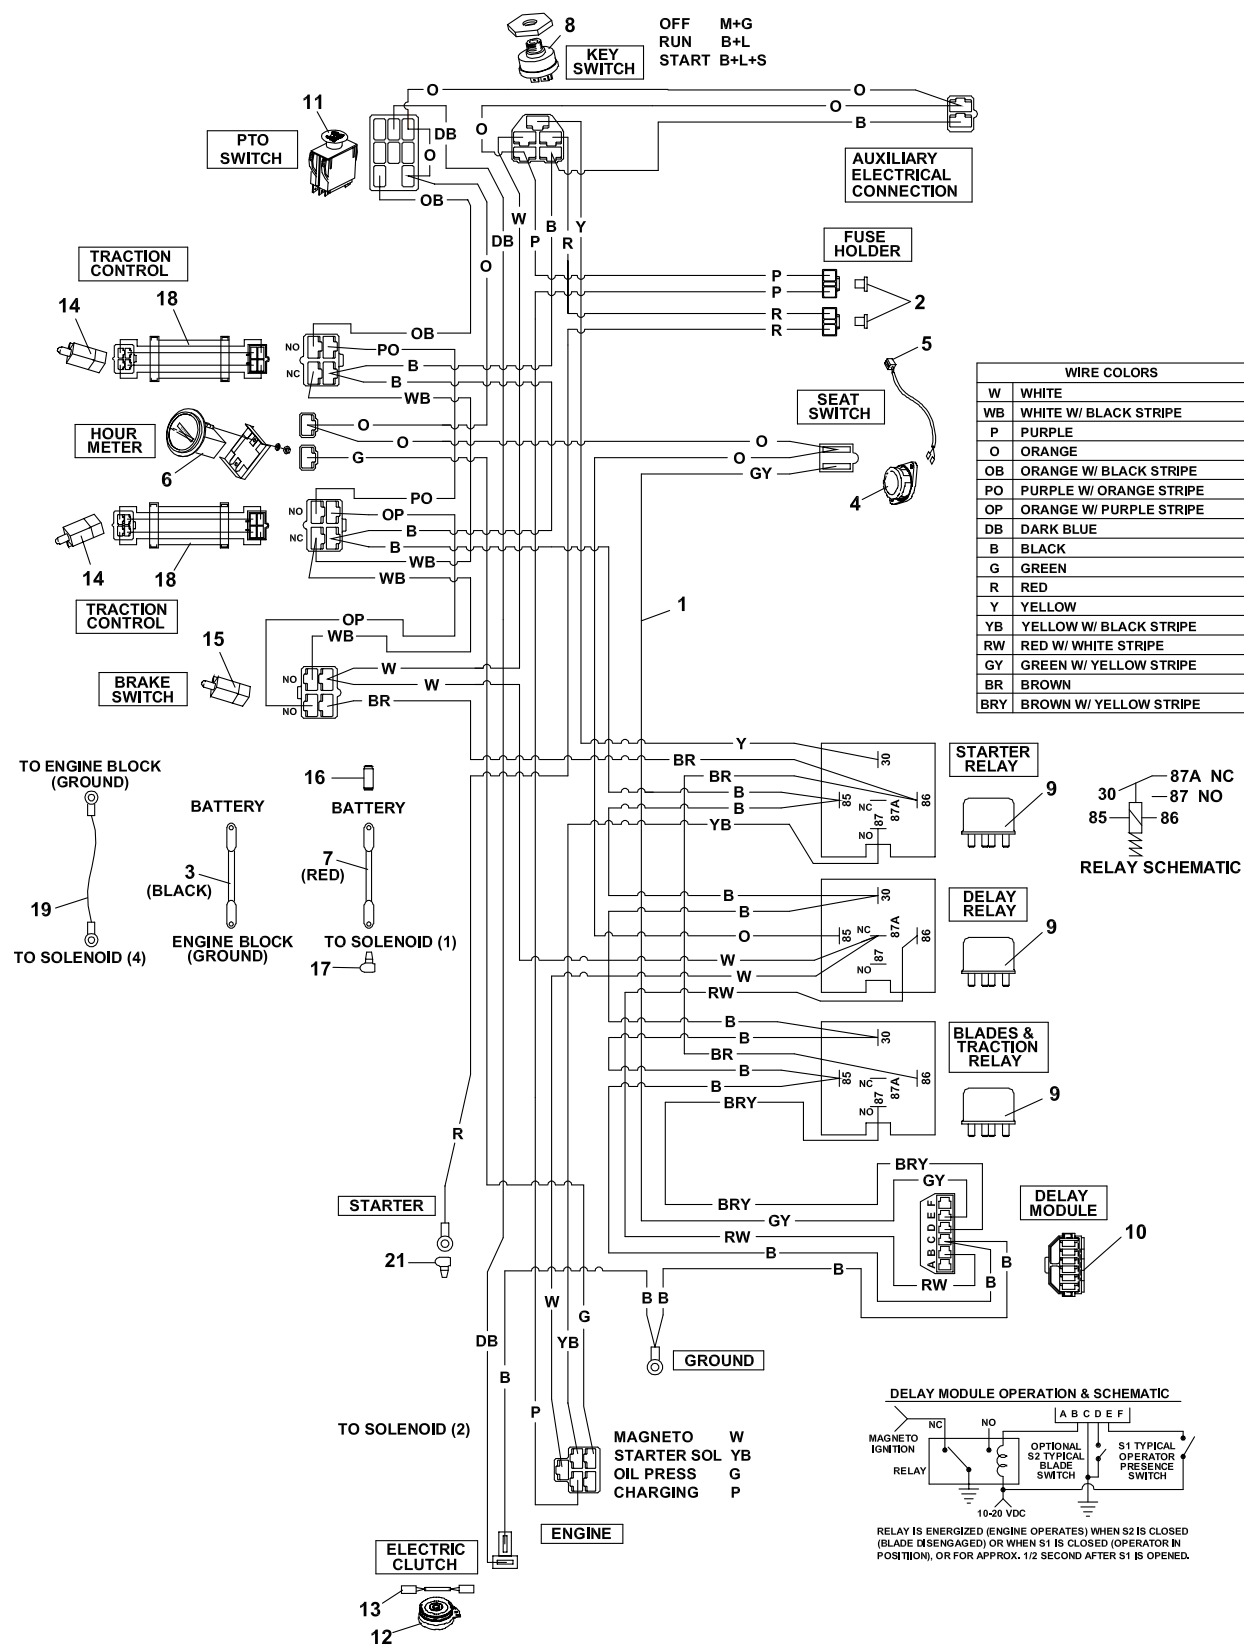 8
OFF M+G
RUN B+L
START B+L+S
KEY
SWITCH
11
PTO
SWITCH
O
O
O
DB
O
B
O
OB
AUXILIARY
ELECTRICAL
CONNECTION
W
B
Y
P
R
DB
O
FUSE
HOLDER
P
P
R
R
2
TRACTION
CONTROL
14
18
NO
NC
OB
PO
B
B
WB
5
SEAT
SWITCH
HOUR
METER
6
O
O
G
O
O
GY
4
WIRE COLORS
W WHITE
WB WHITE W/ BLACK STRIPE
P PURPLE
O ORANGE
OB ORANGE W/ BLACK STRIPE
PO PURPLE W/ ORANGE STRIPE
OP ORANGE W/ PURPLE STRIPE
DB DARK BLUE
B BLACK
G GREEN
R RED
Y YELLOW
YB YELLOW W/ BLACK STRIPE
RW RED W/ WHITE STRIPE
GY GREEN W/ YELLOW STRIPE
BR BROWN
BRY BROWN W/ YELLOW STRIPE
NO
NC
PO
OP
B
B
WB
WB
14
18
TRACTION
CONTROL
1
15
OP
WB
BRAKE
SWITCH
NO
NO
W
W
BR
TO ENGINE BLOCK
(GROUND)
19
TO SOLENOID (4)
BATTERY
3
(BLACK)
ENGINE BLOCK
(GROUND)
16
BATTERY
7
(RED)
TO SOLENOID (1)
17
Y
BR
BR
B
B
YB
30
85
NC
87A
86
87
NO
STARTER
RELAY
9
87A NC
30
87 NO
85
86
RELAY SCHEMATIC
B
B
O
W
W
RW
30
85
NC
87A
86
87
NO
DELAY
RELAY
9
B
B
BR
B
B
BRY
30
85
NC
87A
86
87
NO
BLADES &
TRACTION
RELAY
9
R
STARTER
21
BRY
GY
BRY
GY
RW
B
B
RW
B
B
F
E
D
C
B
A
DELAY
MODULE
10
W
YB
G
B
B
GROUND
DB
B
P
TO SOLENOID (2)
MAGNETO W
STARTER SOL YB
OIL PRESS G
CHARGING P
ENGINE
ELECTRIC
CLUTCH
13
12
DELAY MODULE OPERATION & SCHEMATIC
A B C D E F
NC
NO
MAGNETO
IGNITION
RELAY
OPTIONAL
S2 TYPICAL
BLADE
SWITCH
S1 TYPICAL
OPERATOR
PRESENCE
SWITCH
10-20 VDC
RELAY IS ENERGIZED (ENGINE OPERATES) WHEN S2 IS CLOSED
(BLADE DISENGAGED) OR WHEN S1 IS CLOSED (OPERATOR IN
POSITIION), OR FOR APPROX. 1/2 SECOND AFTER S1 IS OPENED.